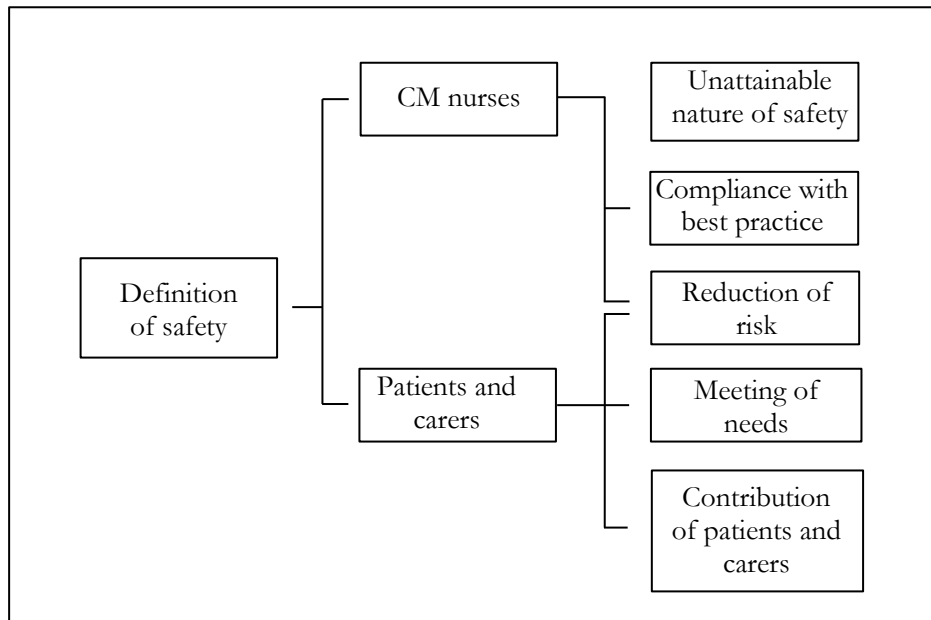 CM nurses
Unattainable
nature of safety
Compliance with
best practice
Definition
of safety
Reduction of
risk
Patients and
carers
Meeting of
needs
Contribution
of patients and
carers